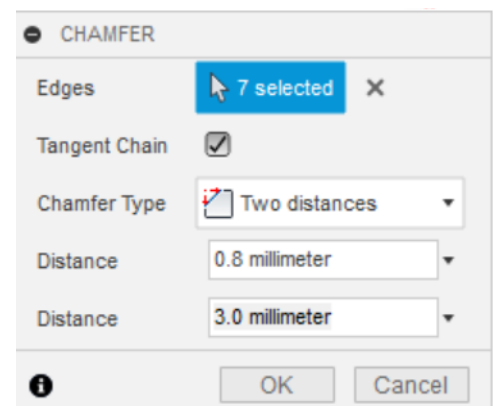 CHAMFER
Edges 7 selected
Tangent Chain
Chamfer Type Two distances
Distance 0.8 millimeter
Distance 3.0 millimeter
OK Cancel